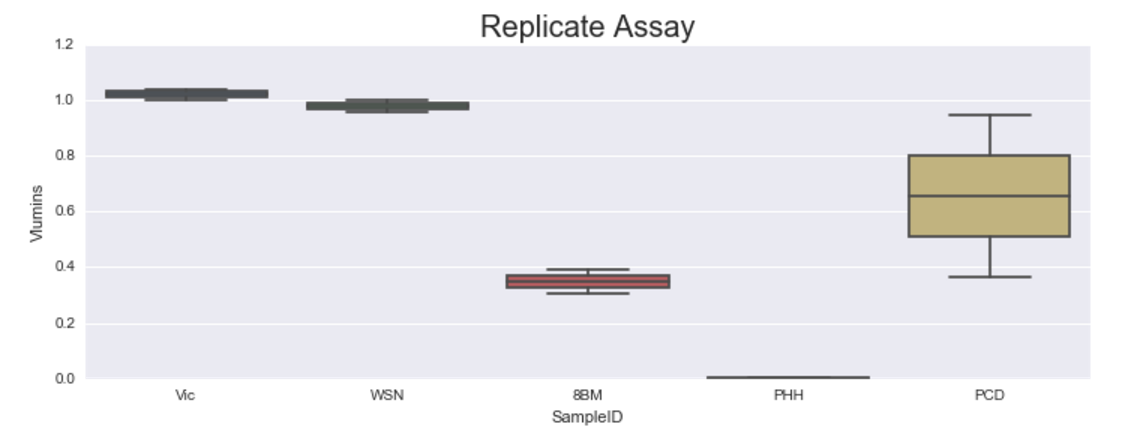 Replicate Assay
1.2
1.0
0.8
0.6
0.4
0.2
0.0
Vlumins
Vic WSN 8BM PHH PCD
SampleID